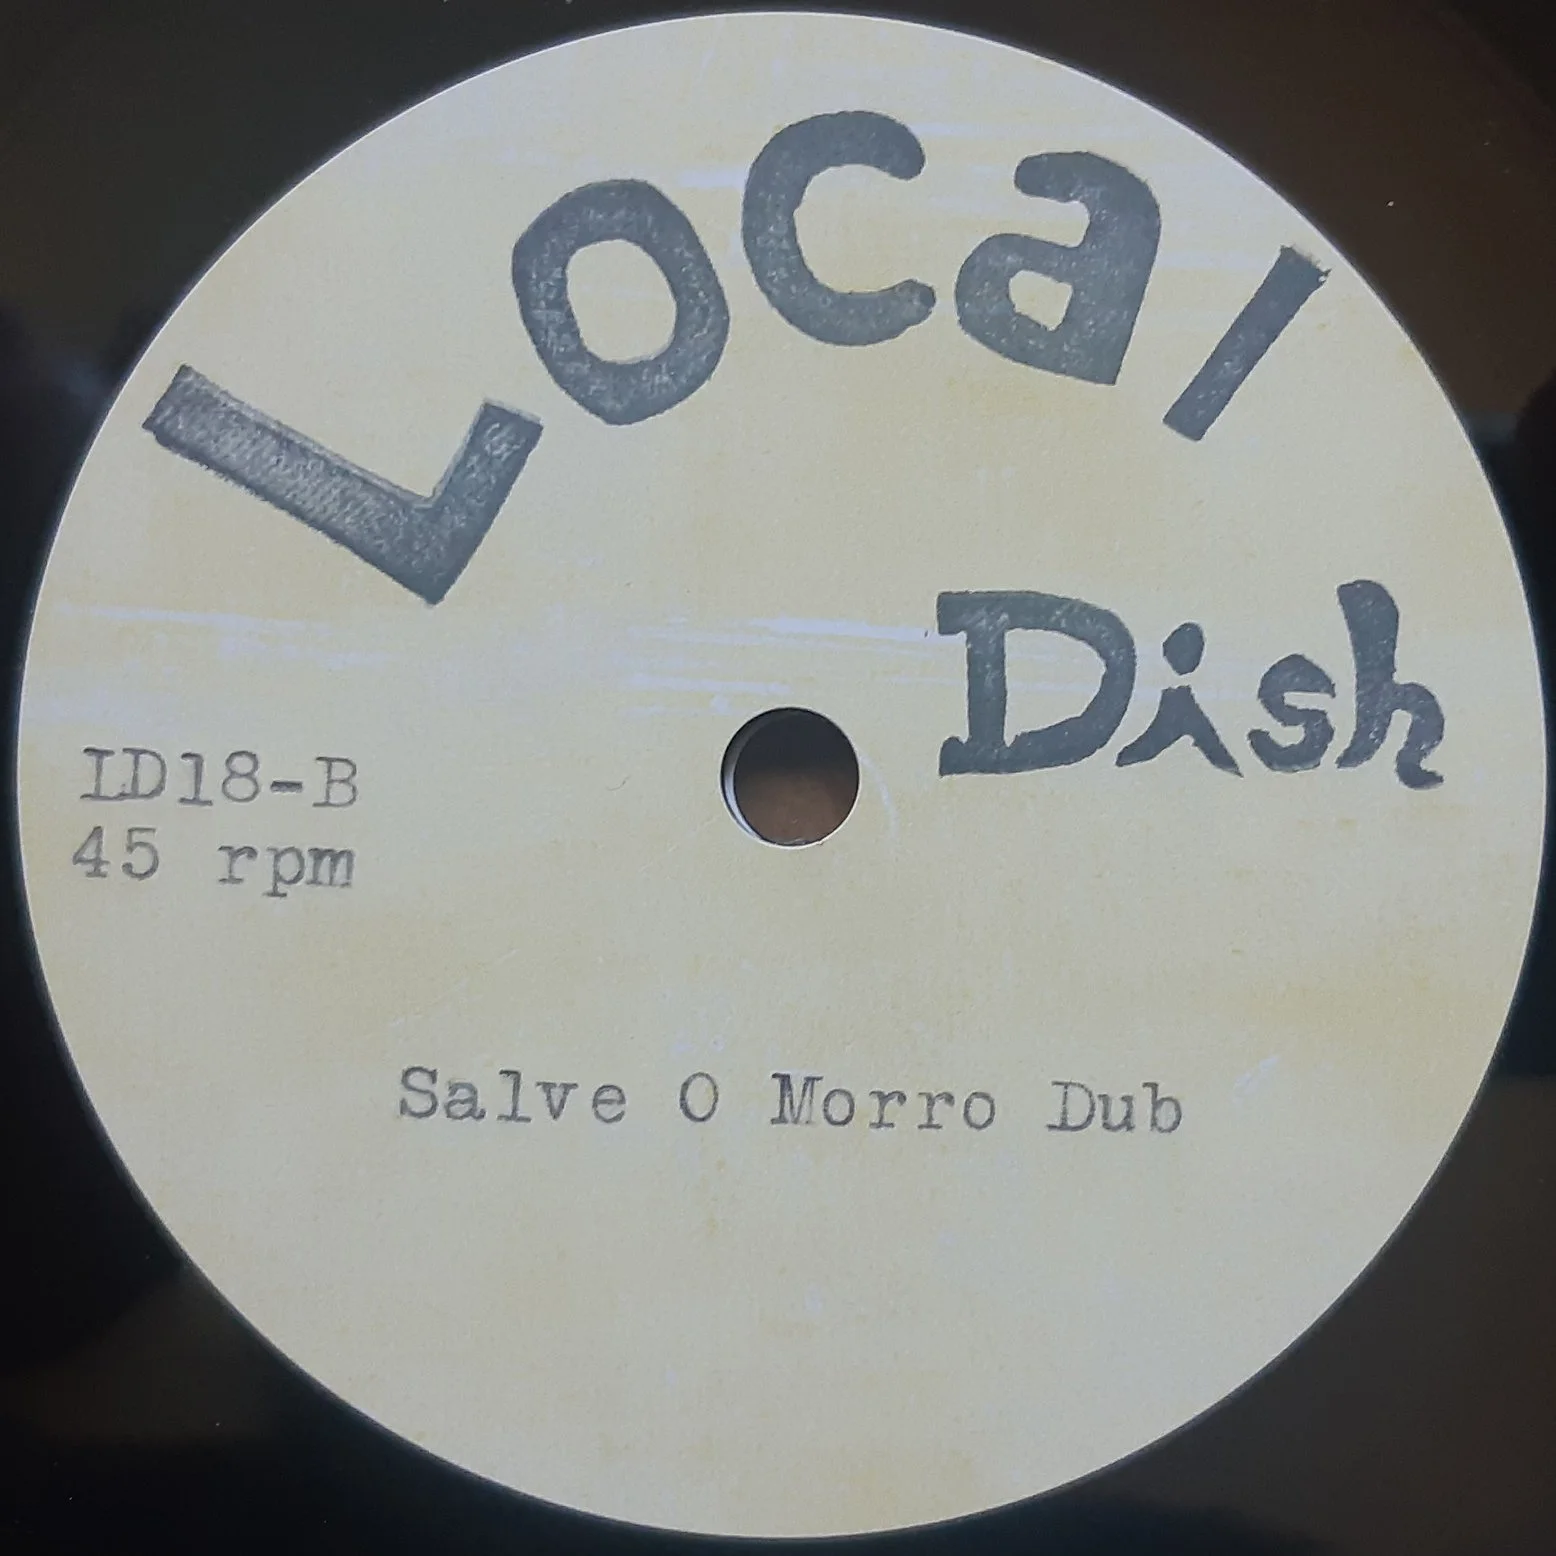 Local
Dish
LD18-B
45 rpm
Salve O Morro Dub